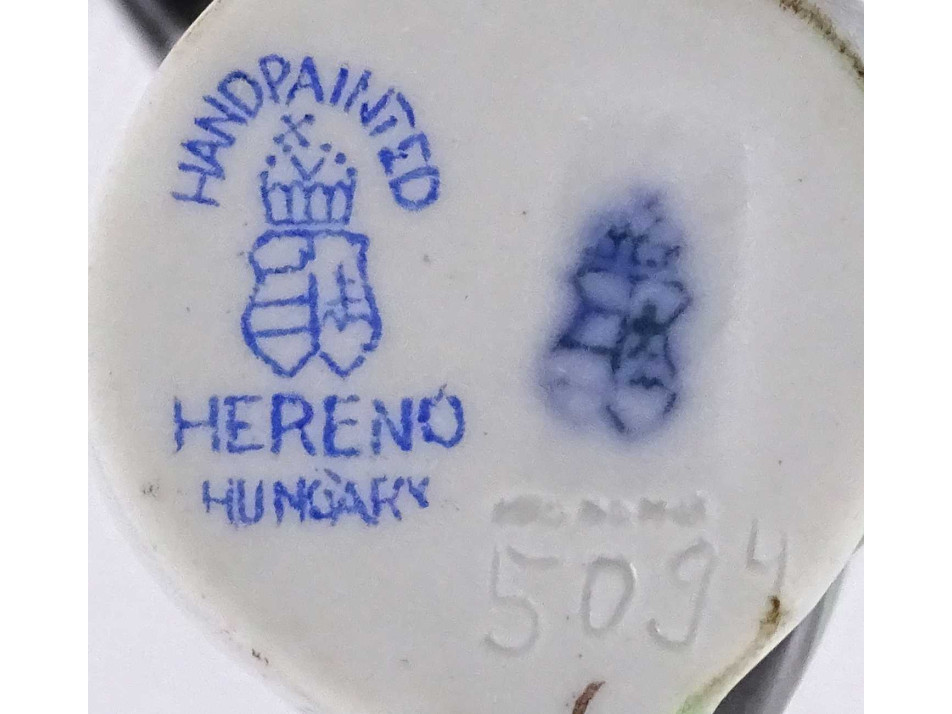 HANDPAINTED
HEREND
HUNGARY
5094